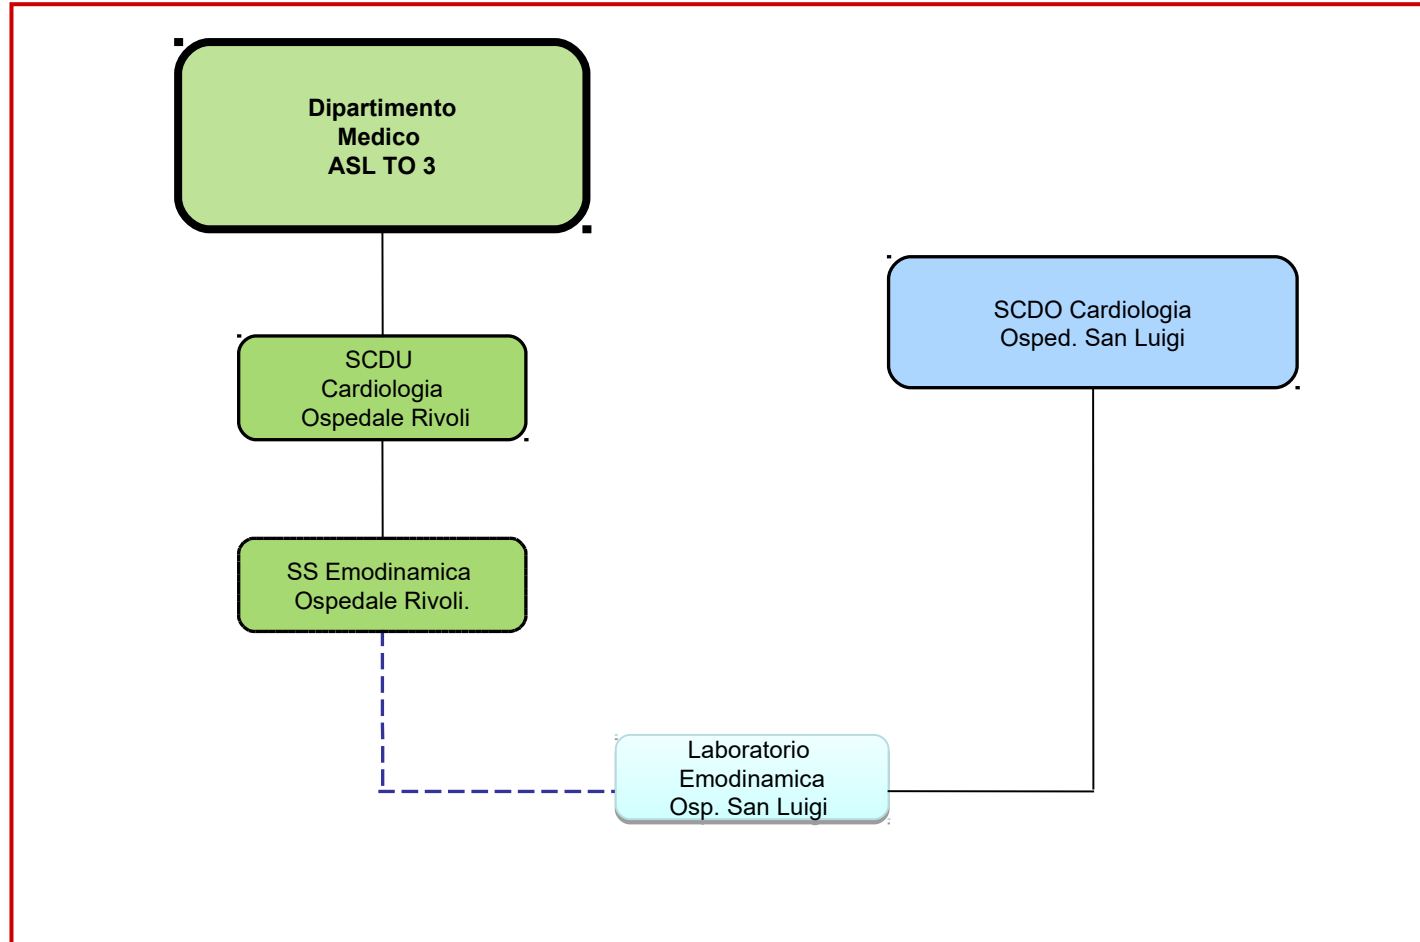 Dipartimento
Medico
ASL TO 3
SCDO Cardiologia
Osped. San Luigi
SCDU
Cardiologia
Ospedale Rivoli
SS Emodinamica
Ospedale Rivoli.
Laboratorio
Emodinamica
Osp. San Luigi